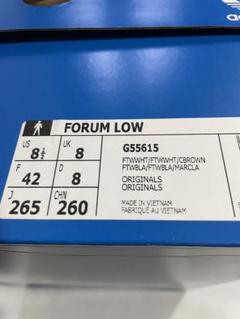 FORUM LOW
US 8½ UK 8
F 42 D 8
J 265 CHN 260
G55615
FTWWHT/FTWWHT/CBROWN
FTWBLA/FTWBLA/MARCLA
ORIGINALS
ORIGINALS
MADE IN VIETNAM
FABRIQUÉ AU VIETNAM